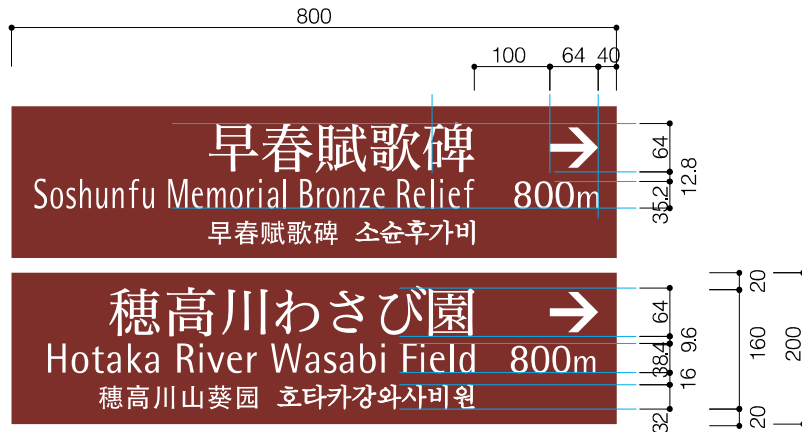 800
100 64 40
早春賦歌碑 →
Soshunfu Memorial Bronze Relief 800m
早春赋歌碑 소슌후가비
64
12.8
35.2
穂高川わさび園 →
Hotaka River Wasabi Field 800m
穂高川山葵园 호타카강와사비원
64
9.6
38.4
16
32
20
160
20
200